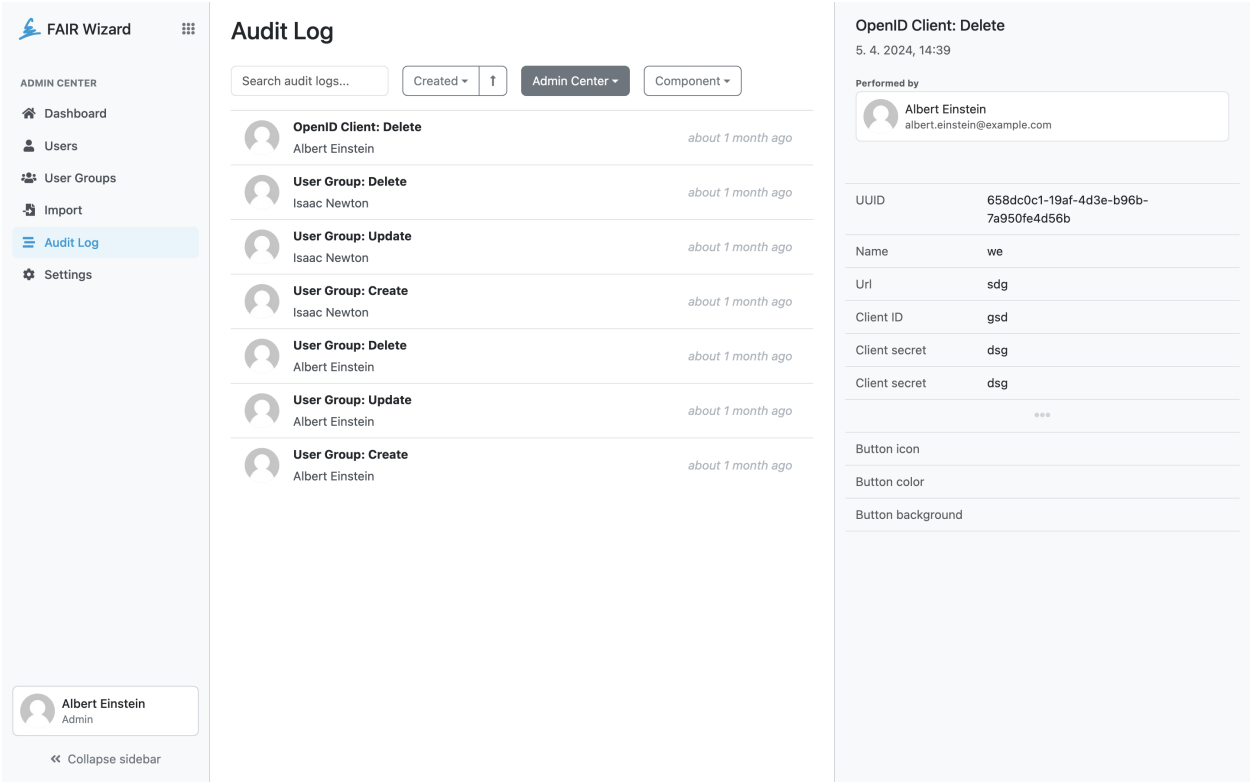 FAIR Wizard
ADMIN CENTER
Dashboard
Users
User Groups
Import
Audit Log
Settings
Albert Einstein
Admin
Collapse sidebar
Audit Log
Search audit logs...
Created
Admin Center
Component
OpenID Client: Delete
Albert Einstein
about 1 month ago
User Group: Delete
Isaac Newton
about 1 month ago
User Group: Update
Isaac Newton
about 1 month ago
User Group: Create
Isaac Newton
about 1 month ago
User Group: Delete
Albert Einstein
about 1 month ago
User Group: Update
Albert Einstein
about 1 month ago
User Group: Create
Albert Einstein
about 1 month ago
OpenID Client: Delete
5. 4. 2024, 14:39
Performed by
Albert Einstein
albert.einstein@example.com
UUID 658dc0c1-19af-4d3e-b96b-
7a950fe4d56b
Name we
Url sdg
Client ID gsd
Client secret dsg
Client secret dsg
Button icon
Button color
Button background